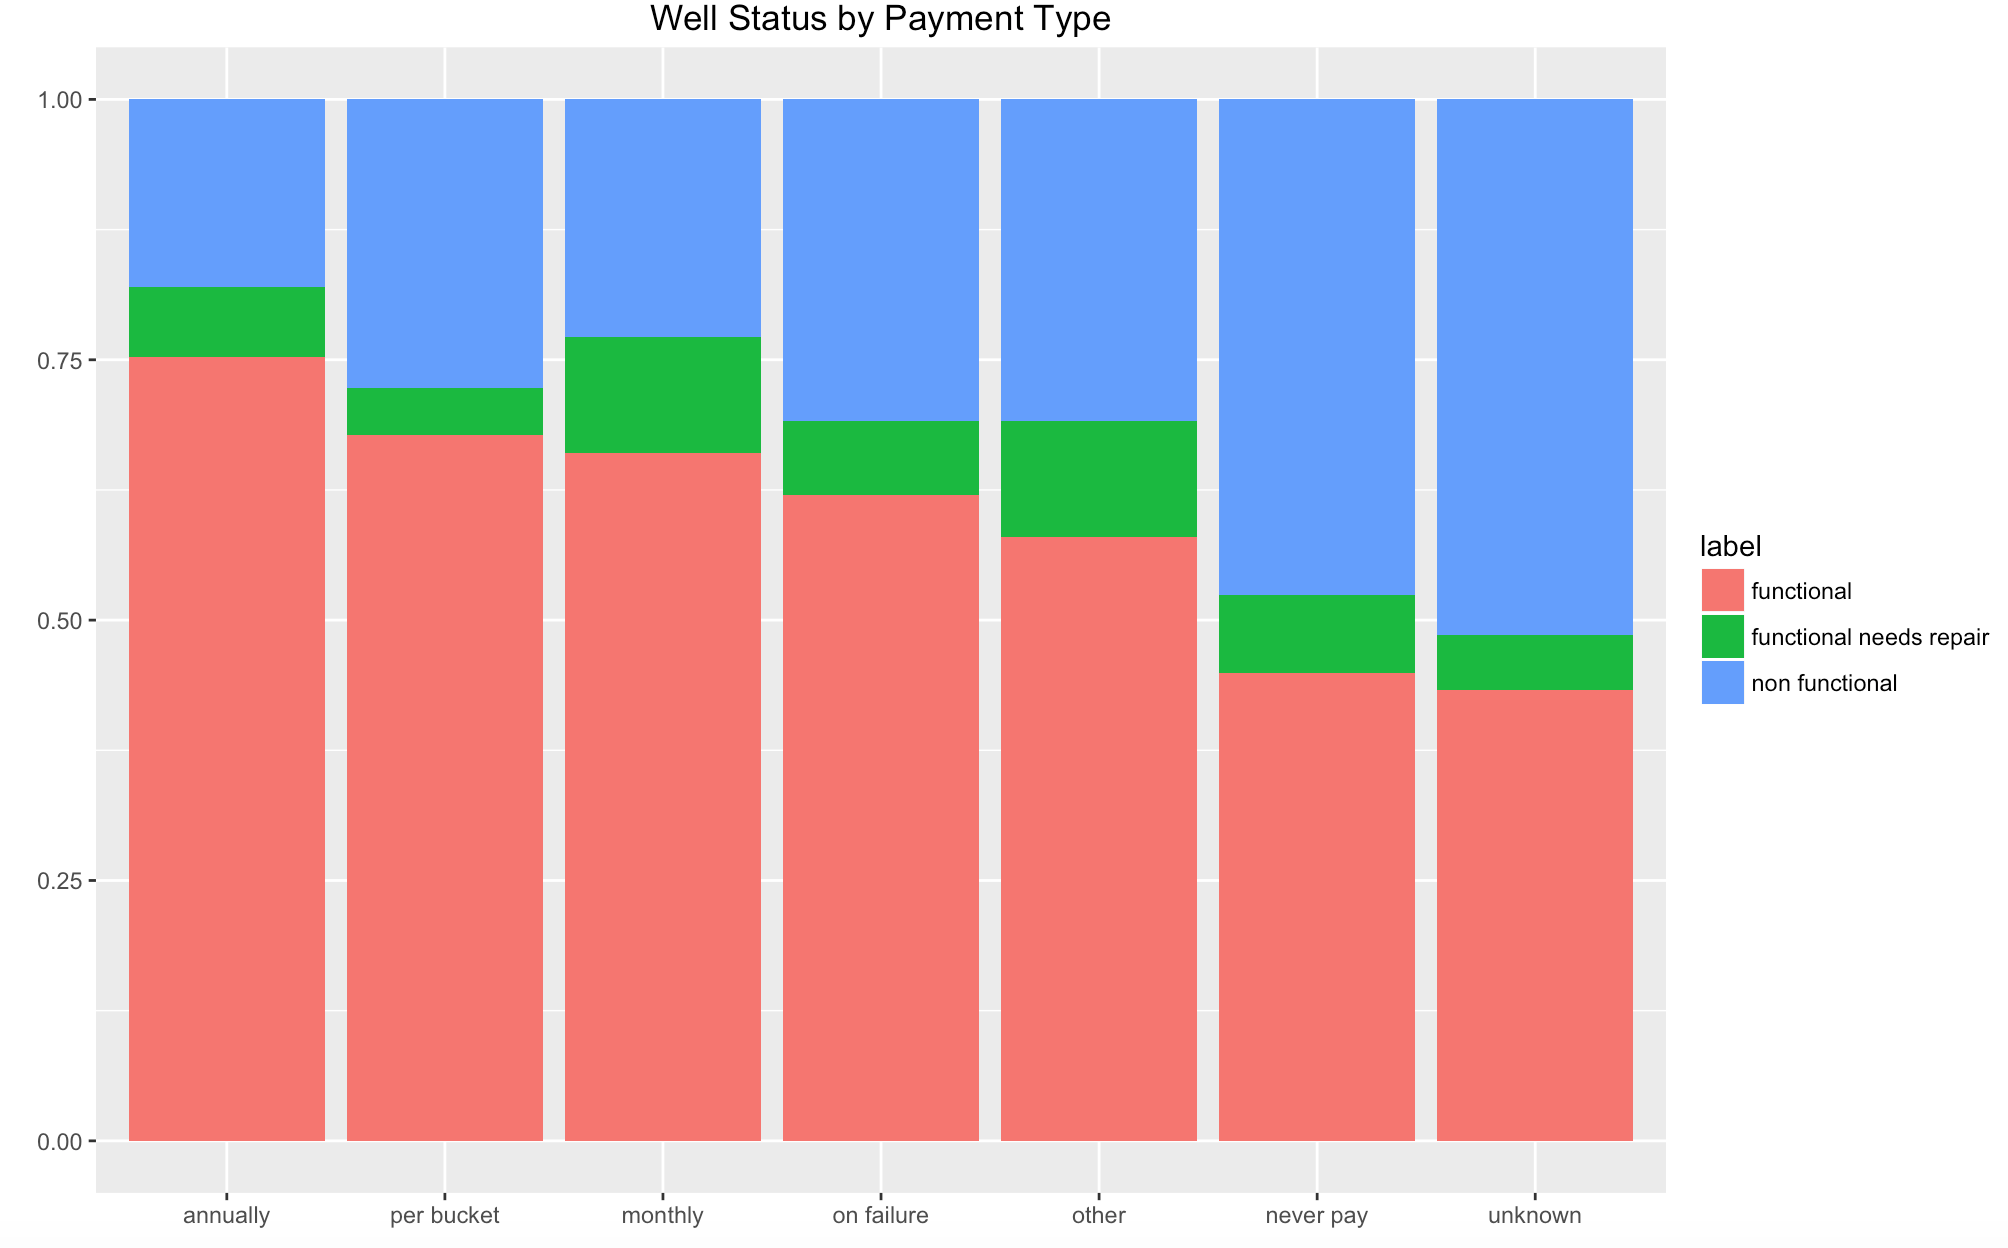 Well Status by Payment Type
1.00
0.75
0.50
0.25
0.00
annually
per bucket
monthly
on failure
other
never pay
unknown
label
functional
functional needs repair
non functional